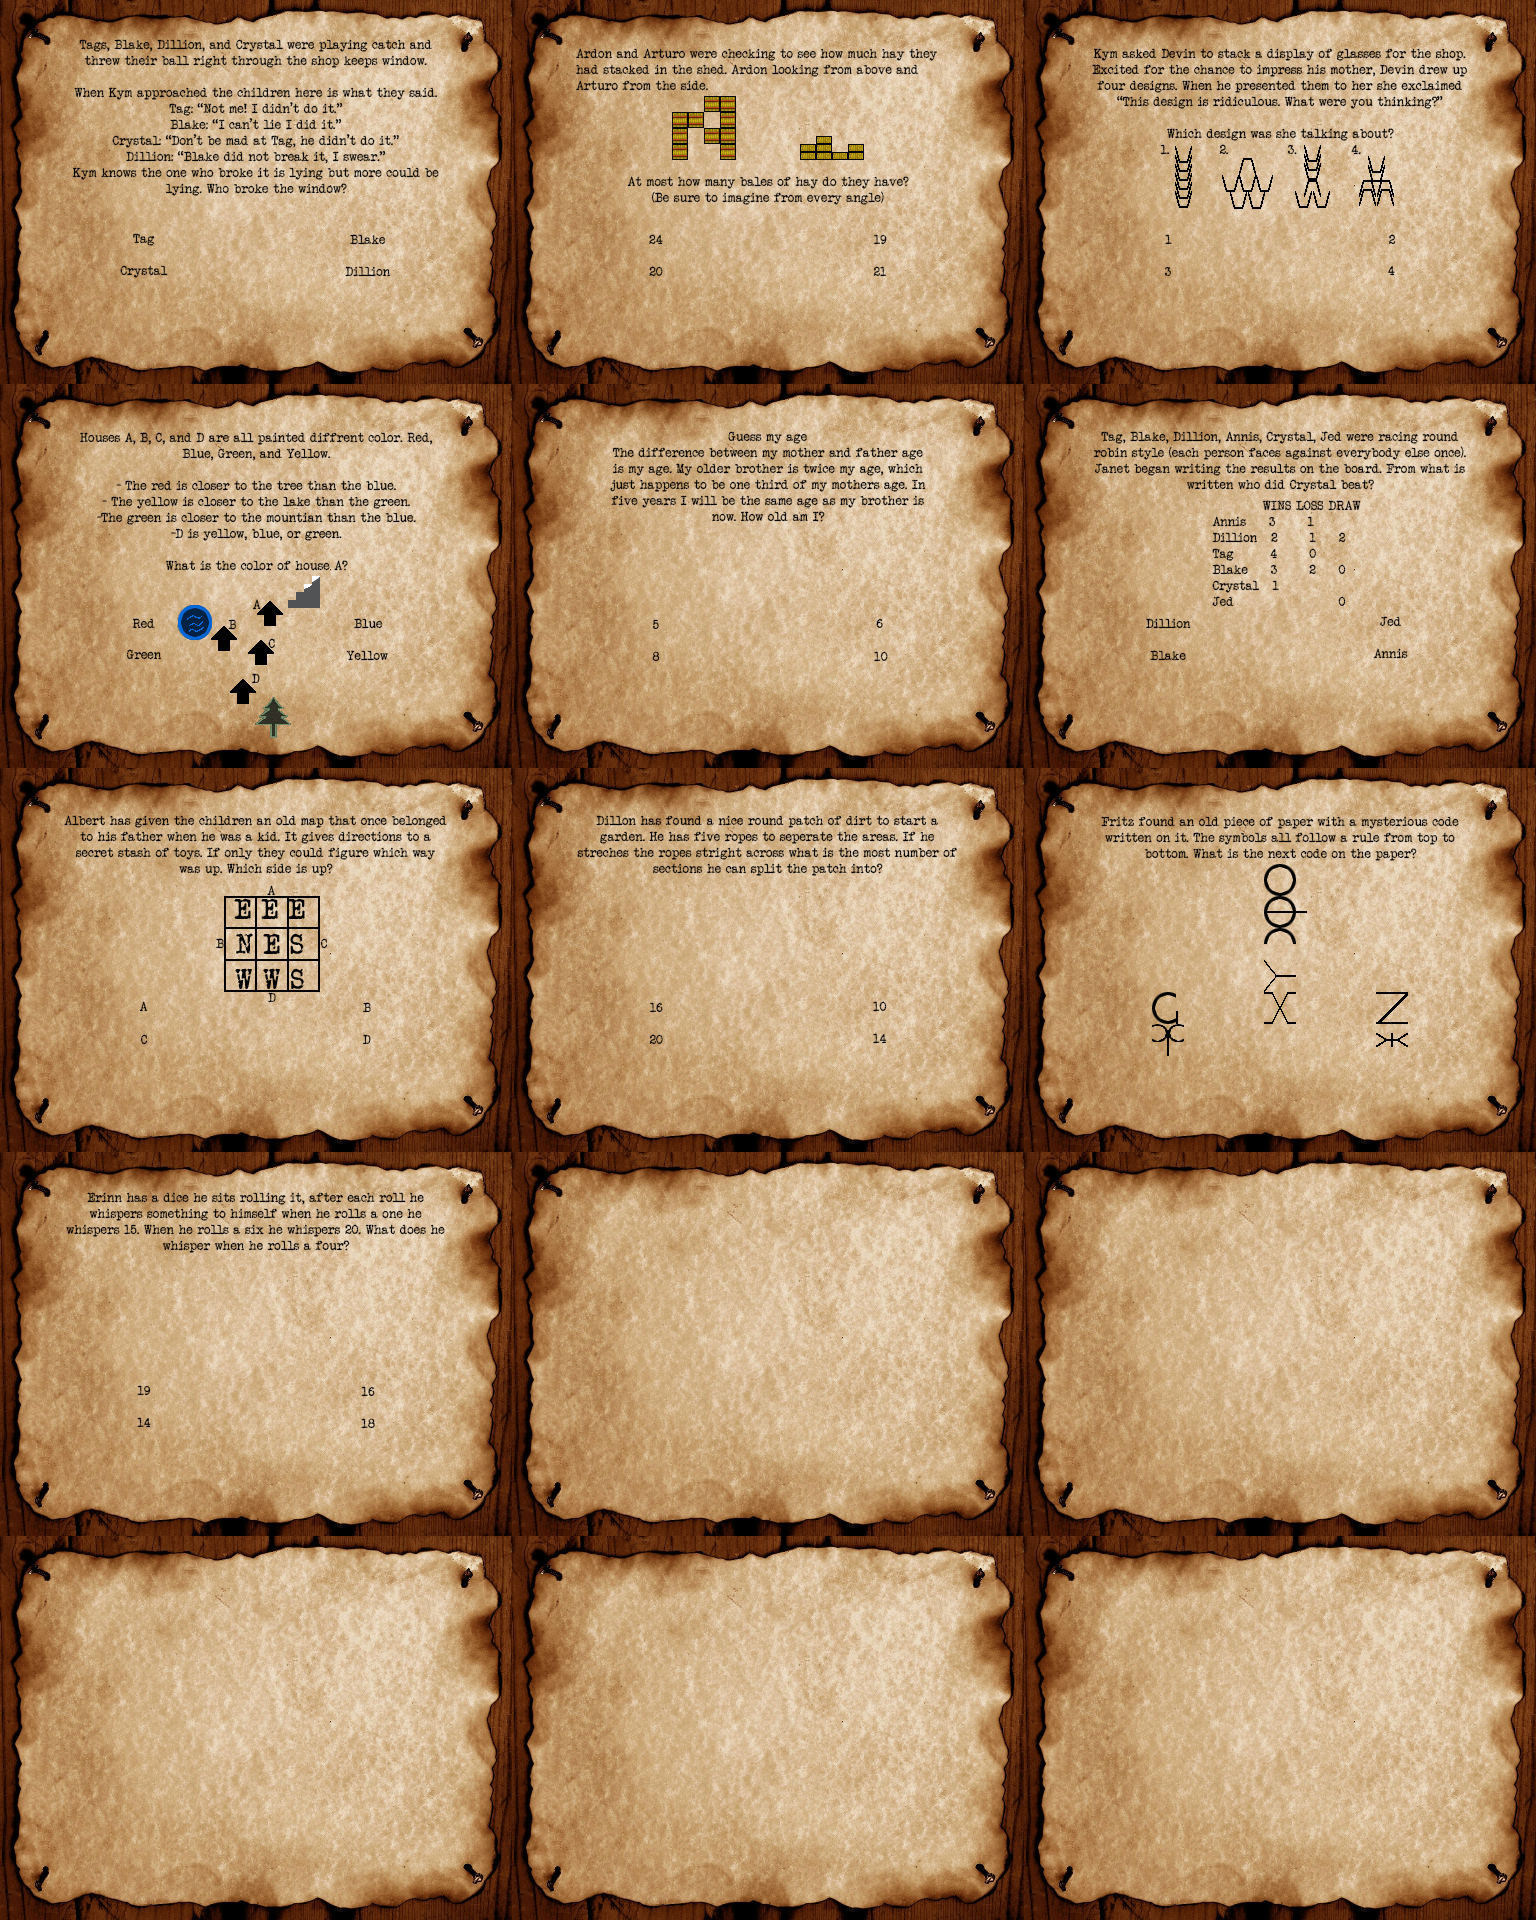 Tags, Blake, Dillion, and Crystal were playing catch and
threw their ball right through the shop keeps window.
When Kym approached the children here is what they said.
Tag: “Not me! I didn't do it.”
Blake: “I can't lie I did it.”
Crystal: “Don't be mad at Tag, he didn't do it.”
Dillion: “Blake did not break it, I swear.”
Kym knows the one who broke it is lying but more could be
lying. Who broke the window?
Tag Blake
Crystal Dillion
Ardon and Arturo were checking to see how much hay they
had stacked in the shed. Ardon looking from above and
Arturo from the side.
At most how many bales of hay do they have?
(Be sure to imagine from every angle)
24 19
20 21
Kym asked Devin to stack a display of glasses for the shop.
Excited for the chance to impress his mother, Devin drew up
four designs. When he presented them to her she exclaimed
“This design is ridiculous. What were you thinking?”
Which design was she talking about?
1. 2. 3. 4.
1 2
3 4
Houses A, B, C, and D are all painted diffrent color. Red,
Blue, Green, and Yellow.
- The red is closer to the tree than the blue.
- The yellow is closer to the lake than the green.
-The green is closer to the mountian than the blue.
-D is yellow, blue, or green.
What is the color of house A?
A
Red B Blue
C
Green Yellow
D
Guess my age
The difference between my mother and father age
is my age. My older brother is twice my age, which
just happens to be one third of my mothers age. In
five years I will be the same age as my brother is
now. How old am I?
5 6
8 10
Tag, Blake, Dillion, Annis, Crystal, Jed were racing round
robin style (each person faces against everybody else once).
Janet began writing the results on the board. From what is
written who did Crystal beat?
WINS LOSS DRAW
Annis 3 1
Dillion 2 1 2
Tag 4 0
Blake 3 2 0
Crystal 1
Jed 0
Dillion Jed
Blake Annis
Albert has given the children an old map that once belonged
to his father when he was a kid. It gives directions to a
secret stash of toys. If only they could figure which way
was up. Which side is up?
A
E E E
B N E S C
W W S
D
A B
C D
Dillon has found a nice round patch of dirt to start a
garden. He has five ropes to seperate the areas. If he
streches the ropes stright across what is the most number of
sections he can split the patch into?
16 10
20 14
Fritz found an old piece of paper with a mysterious code
written on it. The symbols all follow a rule from top to
bottom. What is the next code on the paper?
Erinn has a dice he sits rolling it, after each roll he
whispers something to himself when he rolls a one he
whispers 15. When he rolls a six he whispers 20. What does he
whisper when he rolls a four?
19 16
14 18